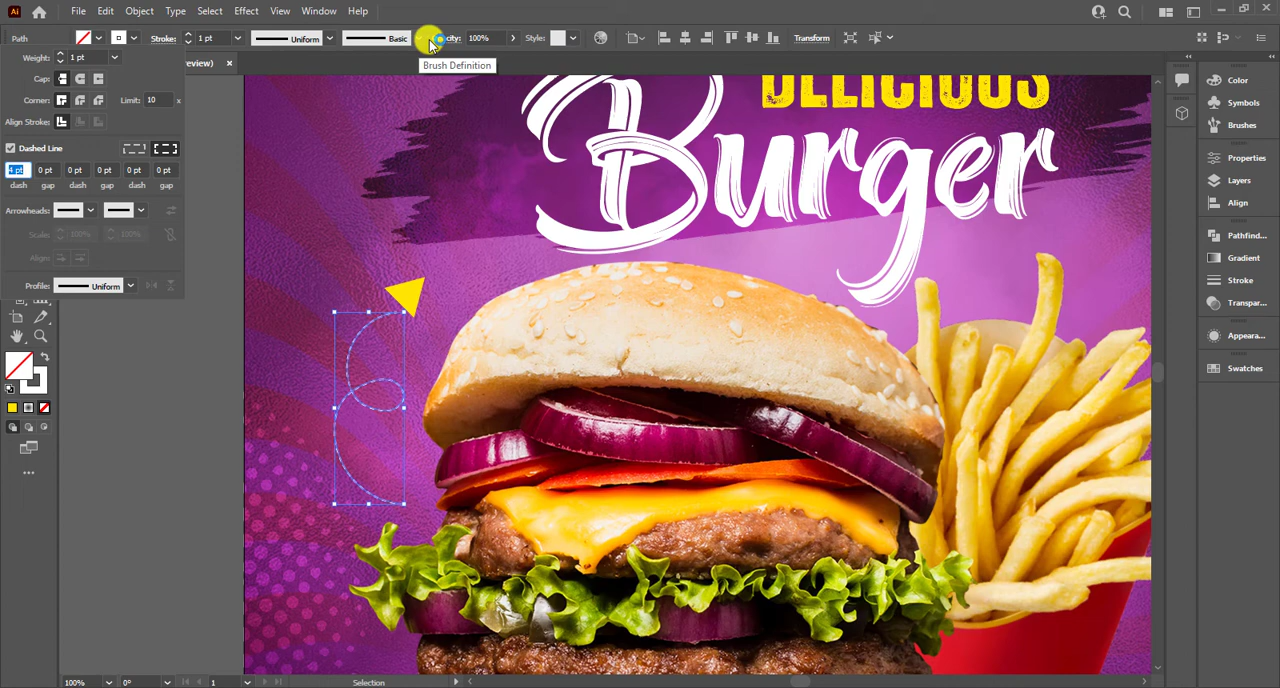 Ai File Edit Object Type Select Effect View Window Help
Path Stroke: 1 pt Uniform Basic city: 100% Style: Transform
Weight: 1 pt
review) ×
Brush Definition
Cap:
Corner: Limit: 10 x
Align Stroke:
Dashed Line
4 pt 0 pt 0 pt 0 pt 0 pt 0 pt
dash gap dash gap dash gap
Arrowheads:
Scale: 100% 100%
Align:
Profile: Uniform
DELICIOUS
Burger
Color
Symbols
Brushes
Properties
Layers
Align
Pathfind...
Gradient
Stroke
Transpar...
Appeara...
Swatches
100% 0° 1 Selection